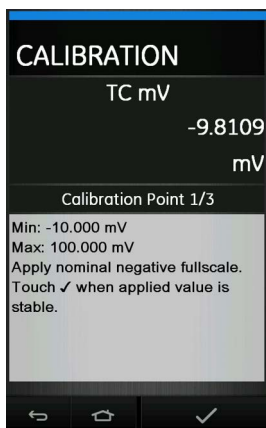 CALIBRATION
TC mV
-9.8109
mV
Calibration Point 1/3
Min: -10.000 mV
Max: 100.000 mV
Apply nominal negative fullscale.
Touch ✓ when applied value is
stable.